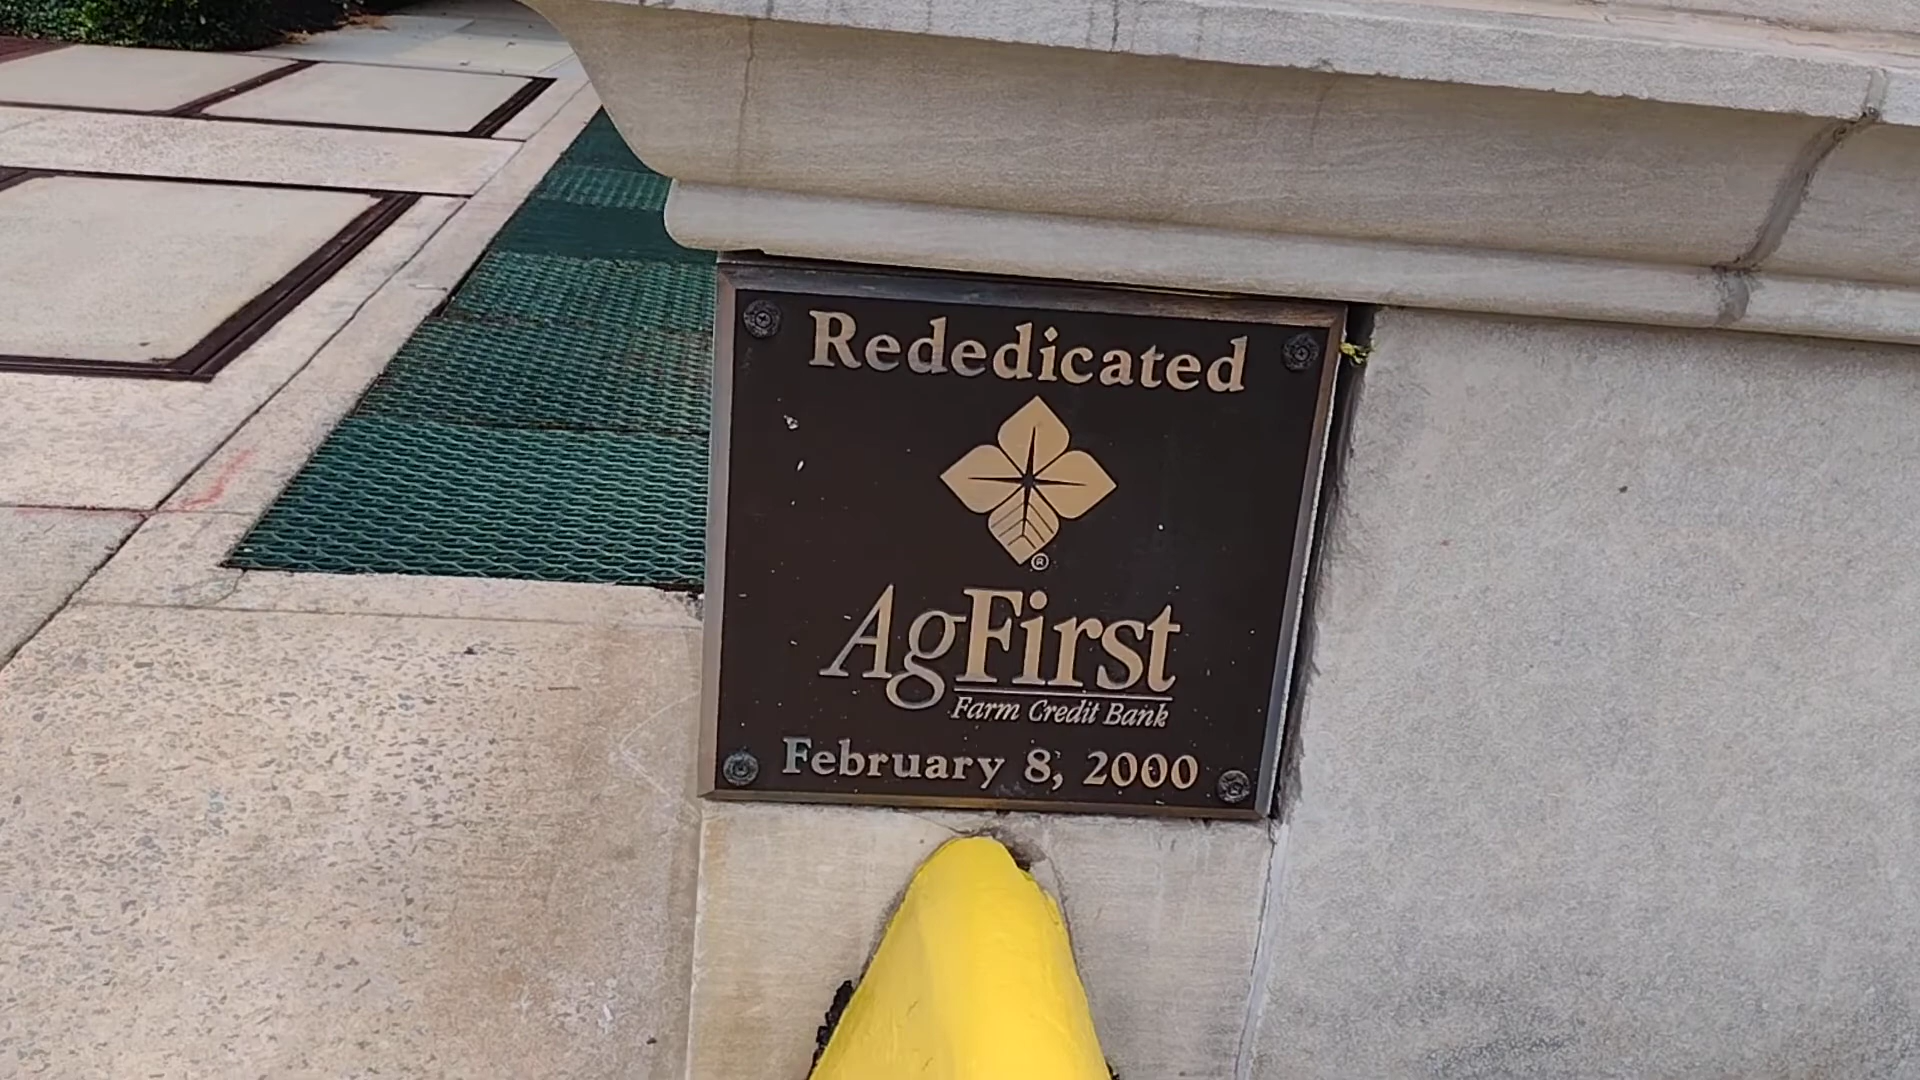 Rededicated
®
AgFirst
Farm Credit Bank
February 8, 2000